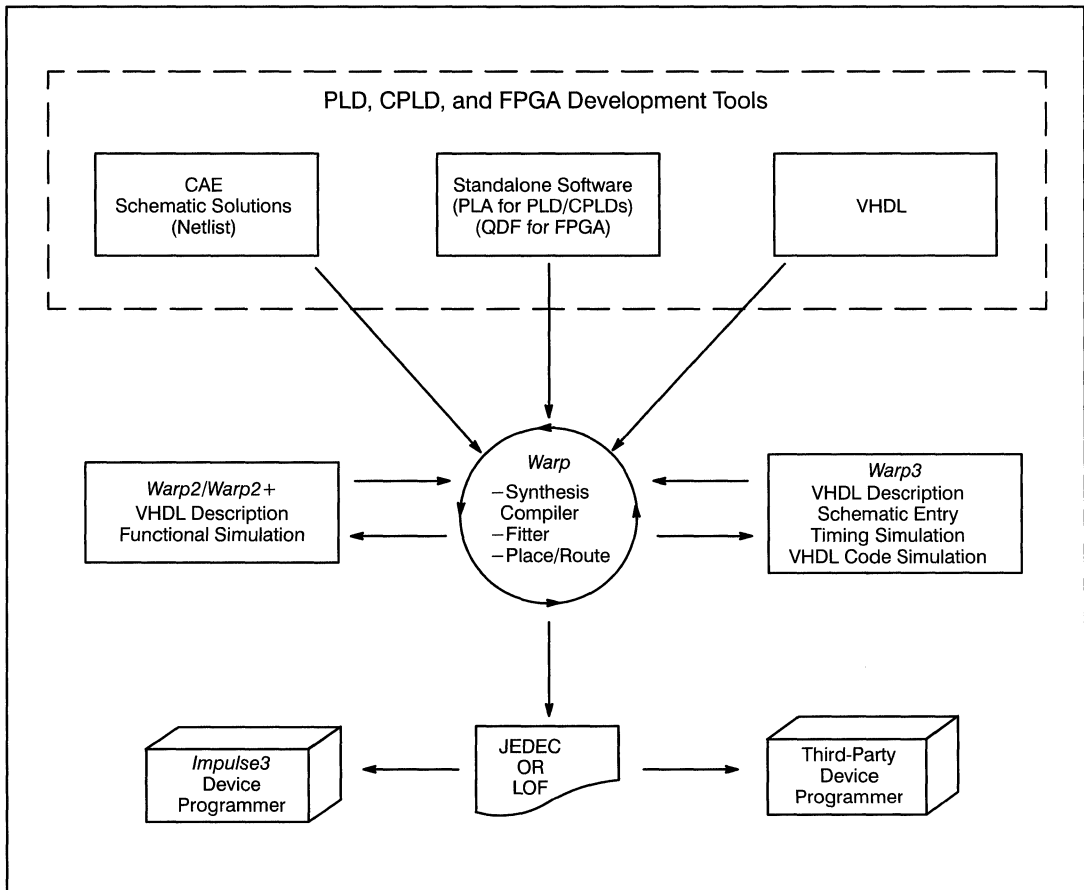 PLD, CPLD, and FPGA Development Tools
CAE
Schematic Solutions
(Netlist)
Standalone Software
(PLA for PLD/CPLDs)
(QDF for FPGA)
VHDL
Warp2/Warp2+
VHDL Description
Functional Simulation
Warp
–Synthesis
Compiler
–Fitter
–Place/Route
Warp3
VHDL Description
Schematic Entry
Timing Simulation
VHDL Code Simulation
Impulse3
Device
Programmer
JEDEC
OR
LOF
Third-Party
Device
Programmer